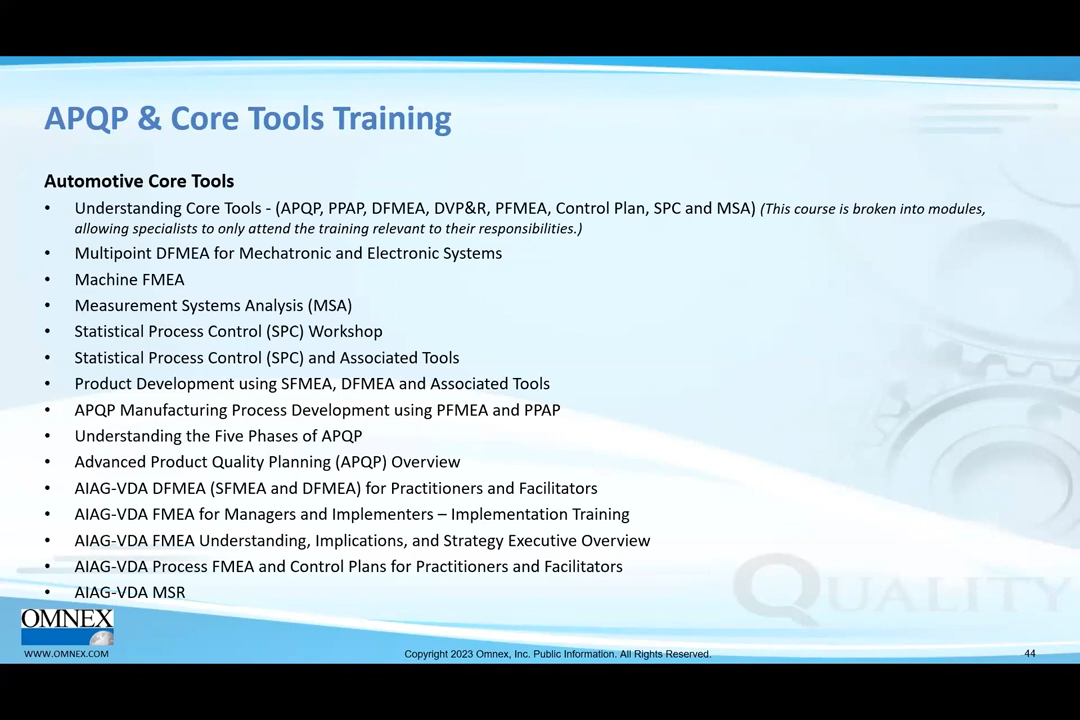 APQP & Core Tools Training
Automotive Core Tools
• Understanding Core Tools - (APQP, PPAP, DFMEA, DVP&R, PFMEA, Control Plan, SPC and MSA) (This course is broken into modules,
allowing specialists to only attend the training relevant to their responsibilities.)
• Multipoint DFMEA for Mechatronic and Electronic Systems
• Machine FMEA
• Measurement Systems Analysis (MSA)
• Statistical Process Control (SPC) Workshop
• Statistical Process Control (SPC) and Associated Tools
• Product Development using SFMEA, DFMEA and Associated Tools
• APQP Manufacturing Process Development using PFMEA and PPAP
• Understanding the Five Phases of APQP
• Advanced Product Quality Planning (APQP) Overview
• AIAG-VDA DFMEA (SFMEA and DFMEA) for Practitioners and Facilitators
• AIAG-VDA FMEA for Managers and Implementers – Implementation Training
• AIAG-VDA FMEA Understanding, Implications, and Strategy Executive Overview
• AIAG-VDA Process FMEA and Control Plans for Practitioners and Facilitators
• AIAG-VDA MSR
QUALITY
OMNEX
WWW.OMNEX.COM
Copyright 2023 Omnex, Inc. Public Information. All Rights Reserved.
44